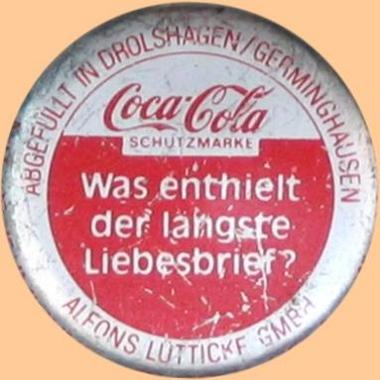 ABGEFÜLLT IN DROLSHAGEN/GERMINGHAUSEN
Coca-Cola
SCHUTZMARKE
Was enthielt
der längste
Liebesbrief?
ALFONS LÜTTICKE GMBH